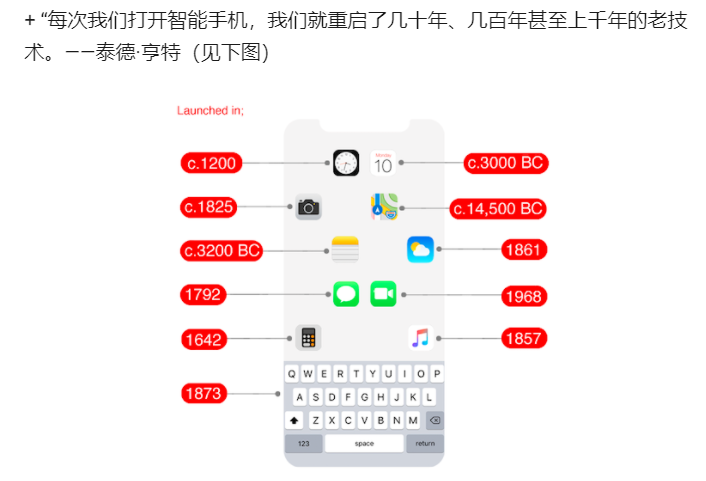 + “每次我们打开智能手机，我们就重启了几十年、几百年甚至上千年的老技
术。——泰德·亨特（见下图）
Launched in;
c.1200
Monday
10
c.3000 BC
c.1825
c.14,500 BC
c.3200 BC
1861
1792
1968
1642
1857
1873
Q W E R T Y U I O P
A S D F G H J K L
Z X C V B N M
123 space return